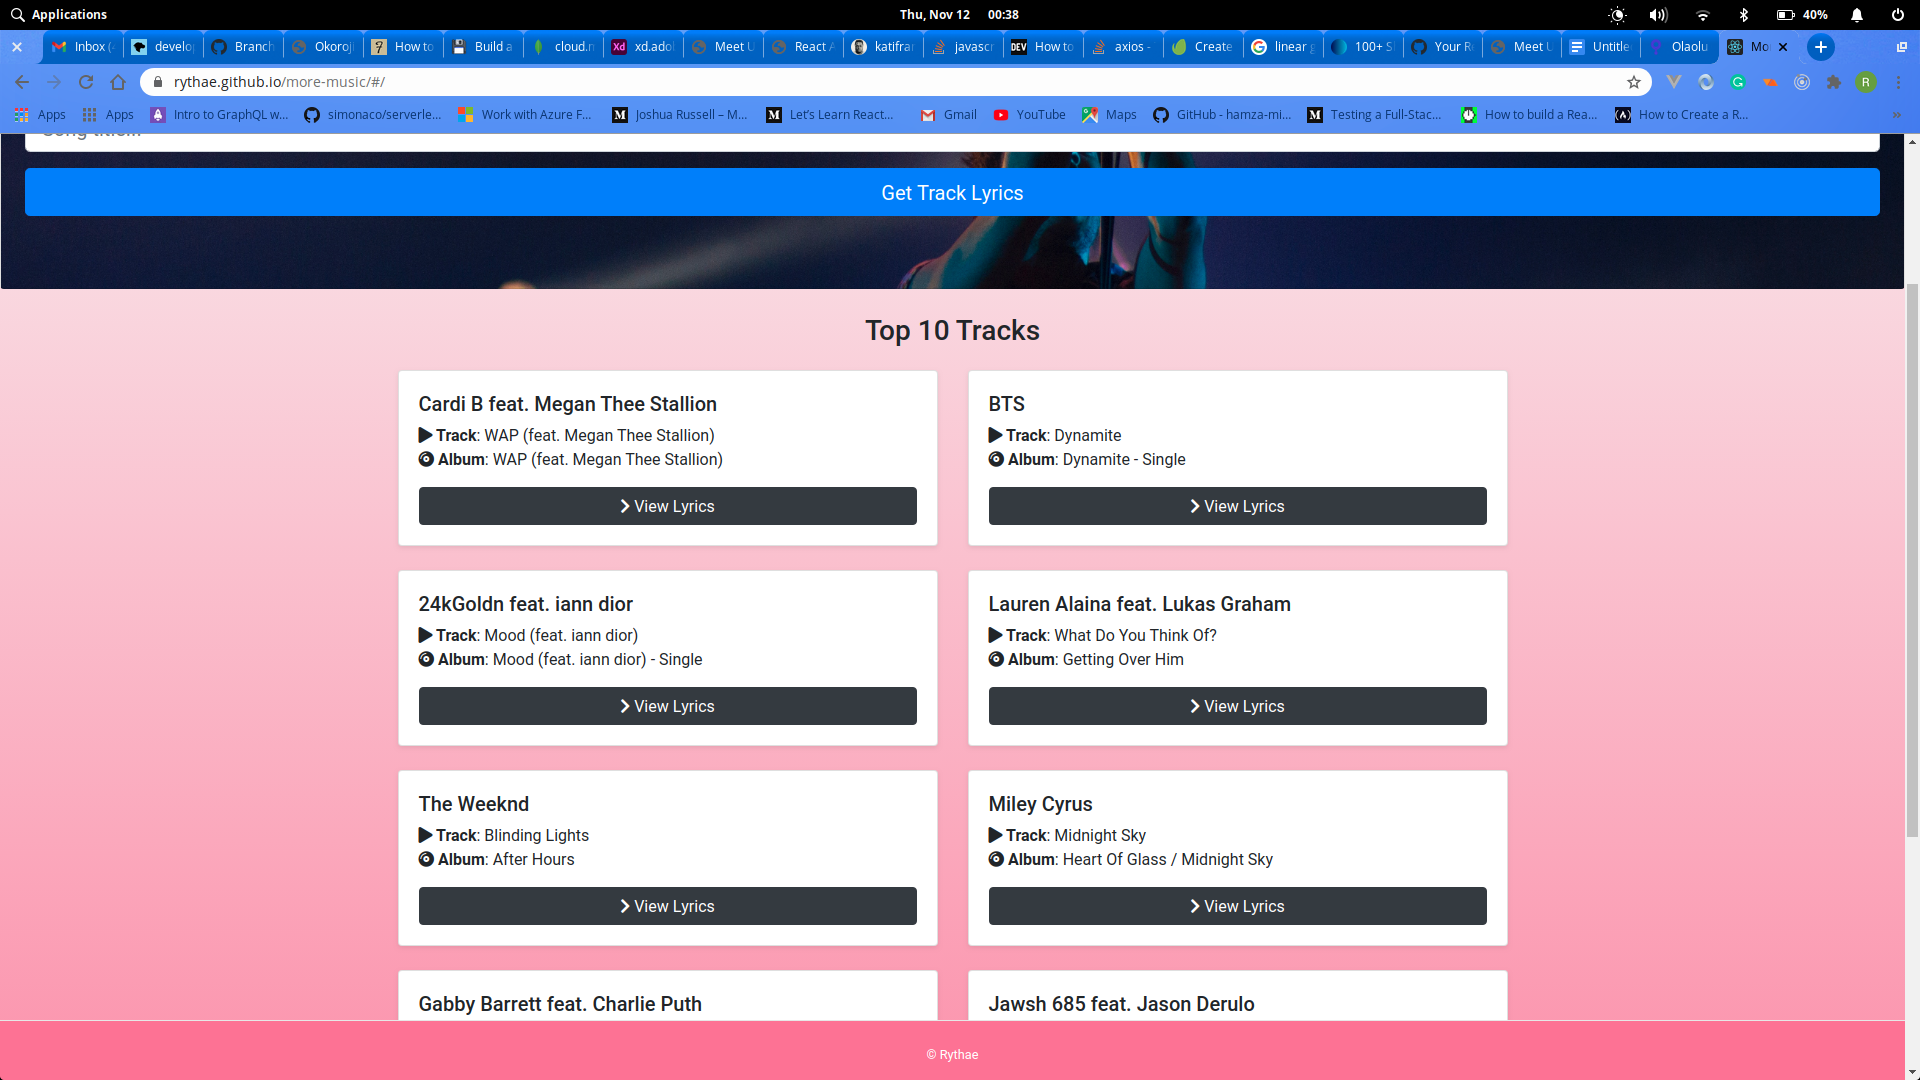 Applications
Thu, Nov 12 00:38
40%
Inbox (
develo
Branch
Okoroj
How to
Build a
cloud.m
xd.ado
Meet U
React A
katifra
javascr
How to
axios -
Create
linear g
100+ S
Your R
Meet U
Untitle
Olaolu
Mo
rythae.github.io/more-music/#/
Apps
Apps
Intro to GraphQL w...
simonaco/serverle...
Work with Azure F...
Joshua Russell – M...
Let's Learn React...
Gmail
YouTube
Maps
GitHub - hamza-mi...
Testing a Full-Stac...
How to build a Rea...
How to Create a R...
Song title...
Get Track Lyrics
Top 10 Tracks
Cardi B feat. Megan Thee Stallion
Track: WAP (feat. Megan Thee Stallion)
Album: WAP (feat. Megan Thee Stallion)
View Lyrics
BTS
Track: Dynamite
Album: Dynamite - Single
View Lyrics
24kGoldn feat. iann dior
Track: Mood (feat. iann dior)
Album: Mood (feat. iann dior) - Single
View Lyrics
Lauren Alaina feat. Lukas Graham
Track: What Do You Think Of?
Album: Getting Over Him
View Lyrics
The Weeknd
Track: Blinding Lights
Album: After Hours
View Lyrics
Miley Cyrus
Track: Midnight Sky
Album: Heart Of Glass / Midnight Sky
View Lyrics
Gabby Barrett feat. Charlie Puth
Jawsh 685 feat. Jason Derulo
© Rythae